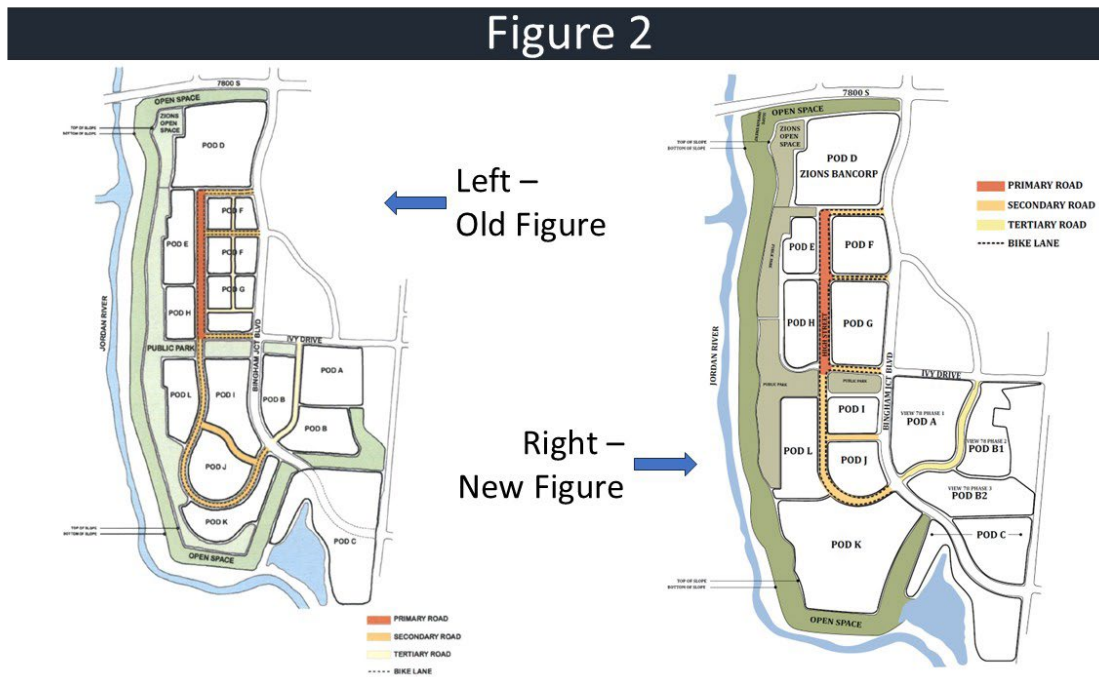 Figure 2
7800 S
OPEN SPACE
ZIONS
OPEN
SPACE
TOP OF SLOPE
BOTTOM OF SLOPE
POD D
POD F
POD E
POD F
POD G
POD H
JORDAN RIVER
BINGHAM JCT BLVD
IVY DRIVE
PUBLIC PARK
POD A
POD L
POD I
POD B
POD B
POD J
POD K
TOP OF SLOPE
BOTTOM OF SLOPE
OPEN SPACE
POD C
PRIMARY ROAD
SECONDARY ROAD
TERTIARY ROAD
BIKE LANE
Left –
Old Figure
Right –
New Figure
7800 S
OPEN SPACE
ZIONS
OPEN
SPACE
TOP OF SLOPE
BOTTOM OF SLOPE
POD D
ZIONS BANCORP
PRIMARY ROAD
SECONDARY ROAD
TERTIARY ROAD
BIKE LANE
POD E
POD F
PUBLIC PARK
POD H
HIGH STREET
POD G
JORDAN RIVER
BINGHAM JCT BLVD
IVY DRIVE
PUBLIC PARK
PUBLIC PARK
POD I
VIEW 78 PHASE 1
POD A
VIEW 78 PHASE 2
POD B1
POD L
POD J
VIEW 78 PHASE 3
POD B2
POD C
POD K
TOP OF SLOPE
BOTTOM OF SLOPE
OPEN SPACE